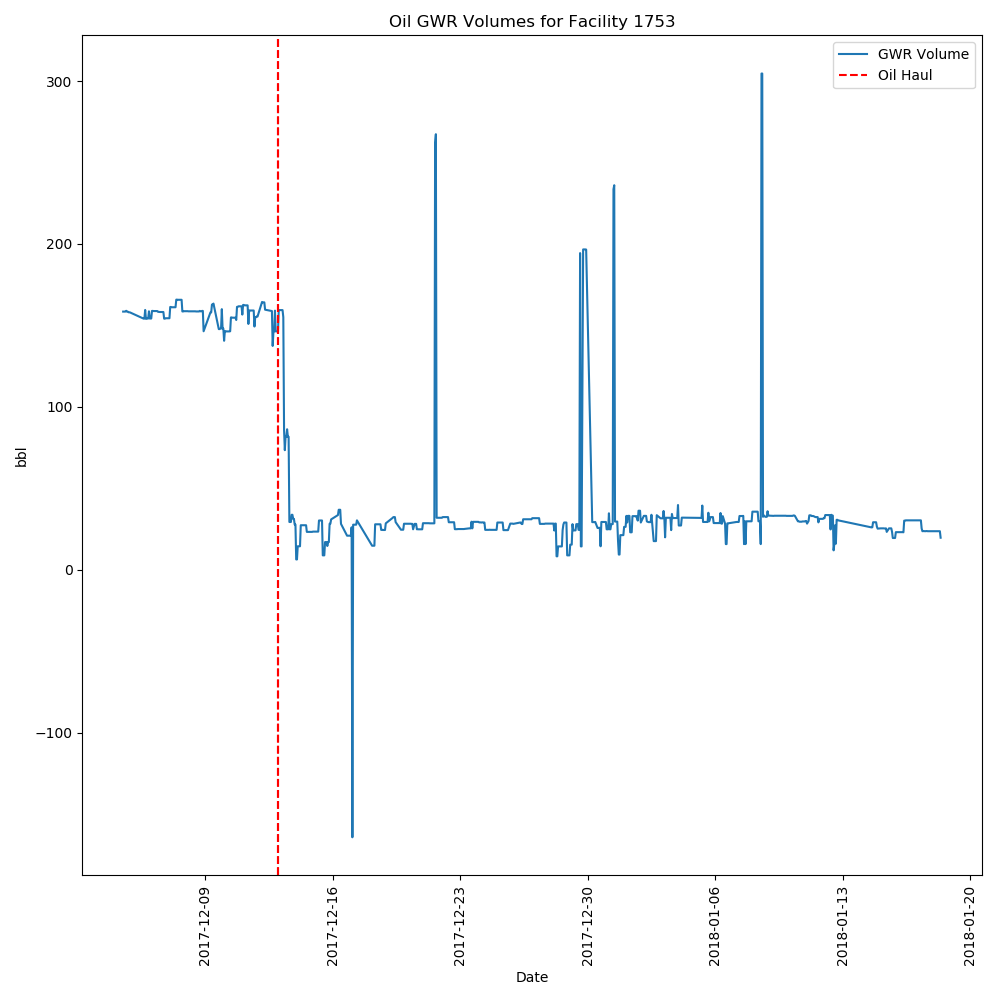 Oil GWR Volumes for Facility 1753
GWR Volume
Oil Haul
300
200
100
0
−100
bbl
2017-12-09
2017-12-16
2017-12-23
2017-12-30
2018-01-06
2018-01-13
2018-01-20
Date